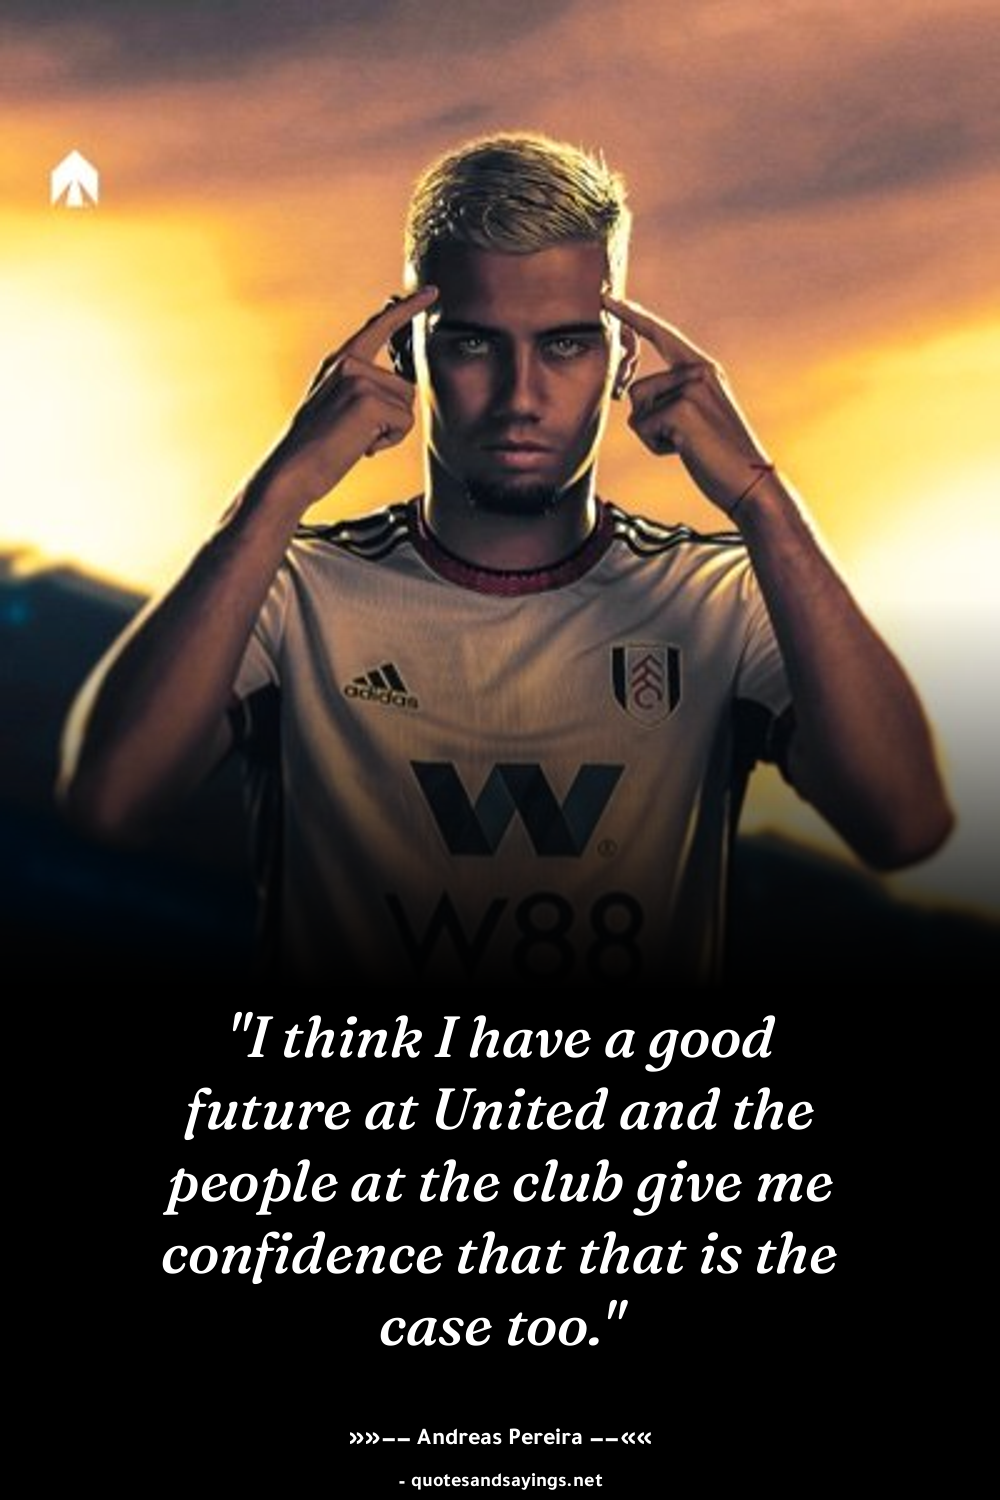 adidas
FFC
W
®
W88
"I think I have a good
future at United and the
people at the club give me
confidence that that is the
case too."
»»–– Andreas Pereira ––««
- quotesandsayings.net